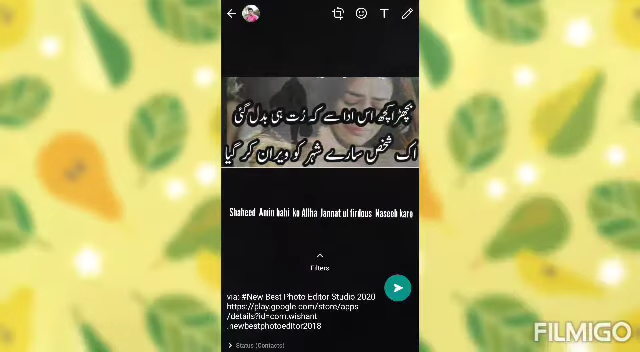 T
بچھڑا کچھ اس ادا سے کہ رُت ہی بدل گئی
اک شخص سارے شہر کو ویران کر گیا
Shaheed Amin bahi ko Allha Jannat ul firdous Naseeb kare
Filters
via: #New Best Photo Editor Studio 2020
https://play.google.com/store/apps
/details?id=com.wishant
.newbestphotoeditor2018
Status (Contacts)
FILMIGO